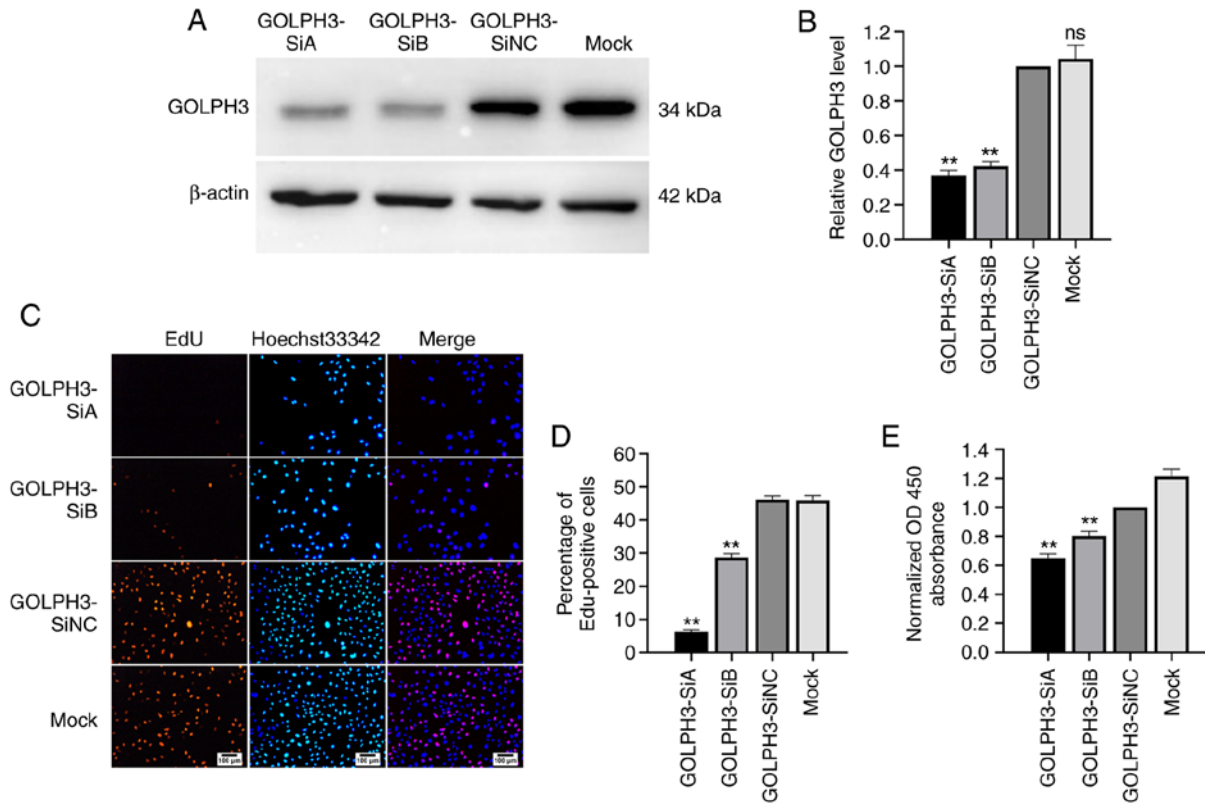 A
GOLPH3-
SiA
GOLPH3-
SiB
GOLPH3-
SiNC
Mock
GOLPH3
34 kDa
β-actin
42 kDa
B
Relative GOLPH3 level
1.2
1.0
0.8
0.6
0.4
0.2
0.0
**
**
ns
GOLPH3-SiA
GOLPH3-SiB
GOLPH3-SiNC
Mock
C
EdU
Hoechst33342
Merge
GOLPH3-
SiA
GOLPH3-
SiB
GOLPH3-
SiNC
Mock
100 μm
100 μm
100 μm
D
Percentage of
Edu-positive cells
60
50
40
30
20
10
0
**
**
GOLPH3-SiA
GOLPH3-SiB
GOLPH3-SiNC
Mock
E
Normalized OD 450
absorbance
1.4
1.2
1.0
0.8
0.6
0.4
0.2
0.0
**
**
GOLPH3-SiA
GOLPH3-SiB
GOLPH3-SiNC
Mock